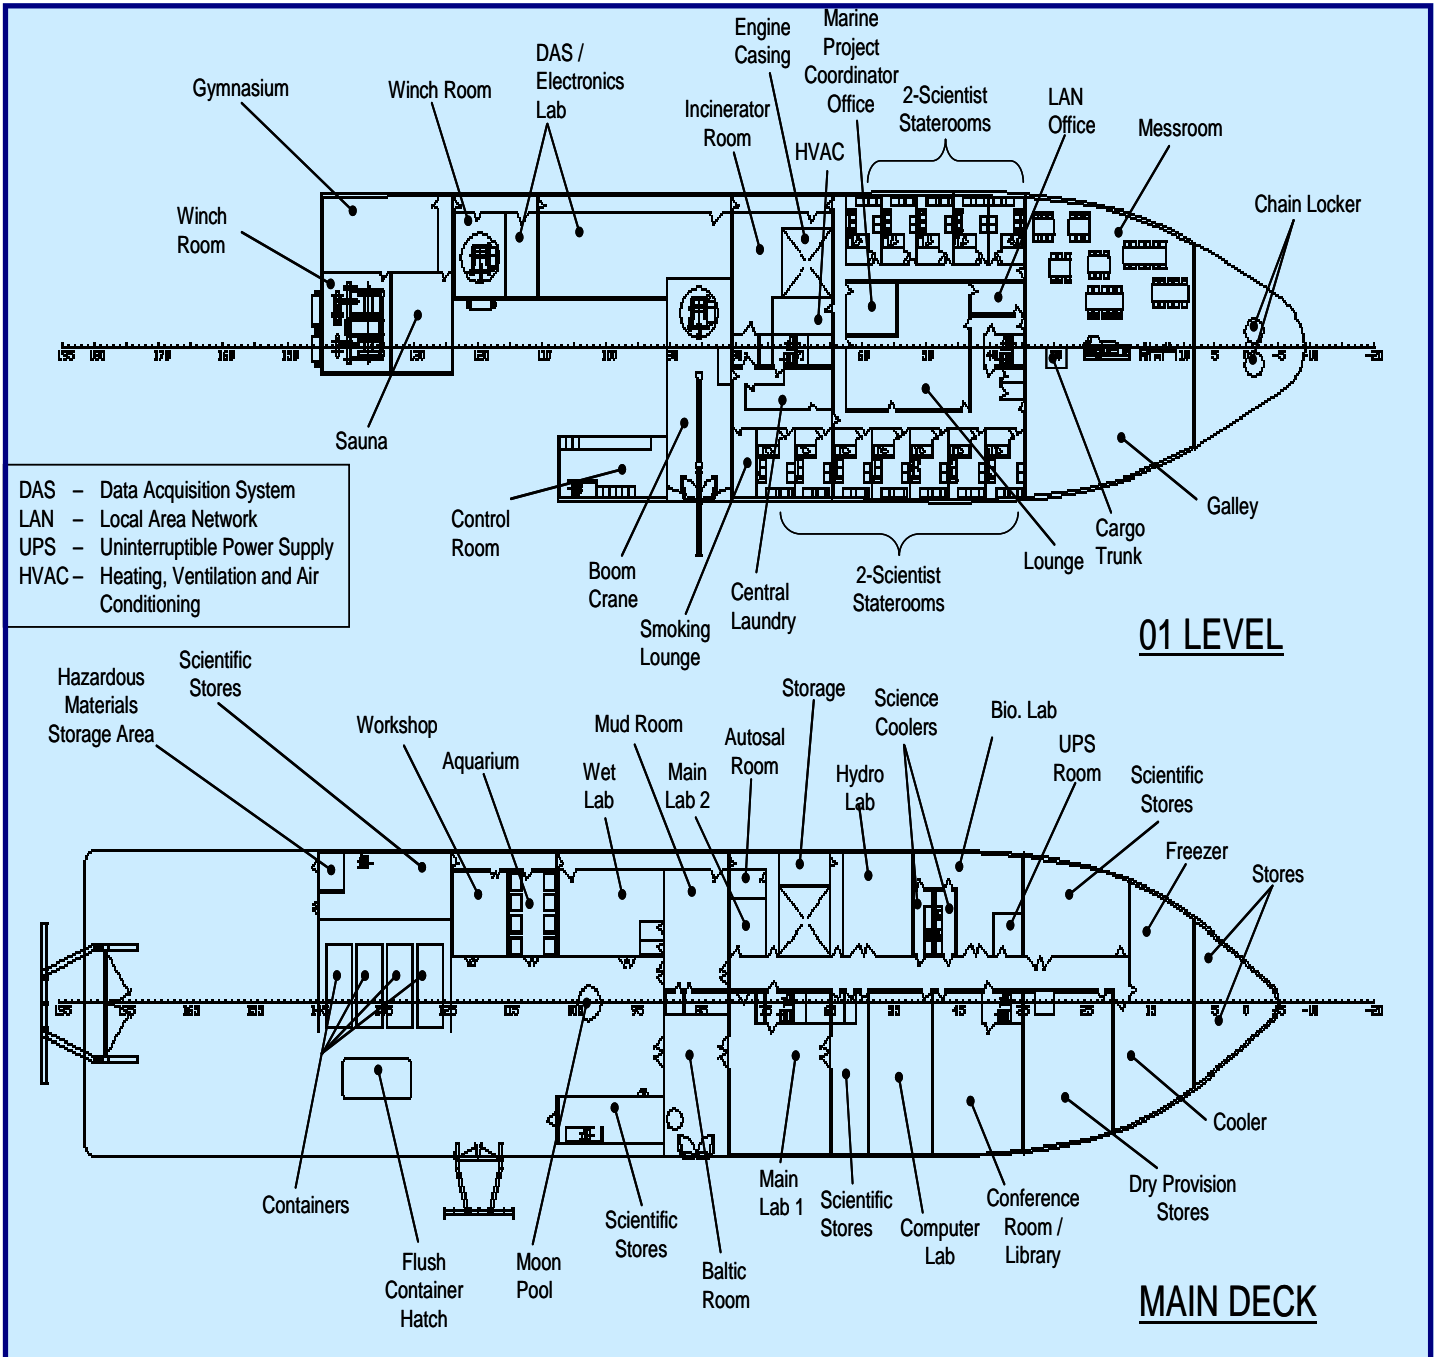 Gymnasium
Winch Room
DAS /
Electronics
Lab
Engine
Casing
Marine
Project
Coordinator
Office
Incinerator
Room
HVAC
2-Scientist
Staterooms
LAN
Office
Messroom
Chain Locker
Winch
Room
Sauna
Control
Room
Boom
Crane
Smoking
Lounge
Central
Laundry
2-Scientist
Staterooms
Lounge
Cargo
Trunk
Galley
DAS – Data Acquisition System
LAN – Local Area Network
UPS – Uninterruptible Power Supply
HVAC – Heating, Ventilation and Air
Conditioning
01 LEVEL
Hazardous
Materials
Storage Area
Scientific
Stores
Workshop
Aquarium
Wet
Lab
Mud Room
Main
Lab 2
Autosal
Room
Storage
Hydro
Lab
Science
Coolers
Bio. Lab
UPS
Room
Scientific
Stores
Freezer
Stores
Containers
Flush
Container
Hatch
Moon
Pool
Scientific
Stores
Baltic
Room
Main
Lab 1
Scientific
Stores
Computer
Lab
Conference
Room /
Library
Dry Provision
Stores
Cooler
MAIN DECK